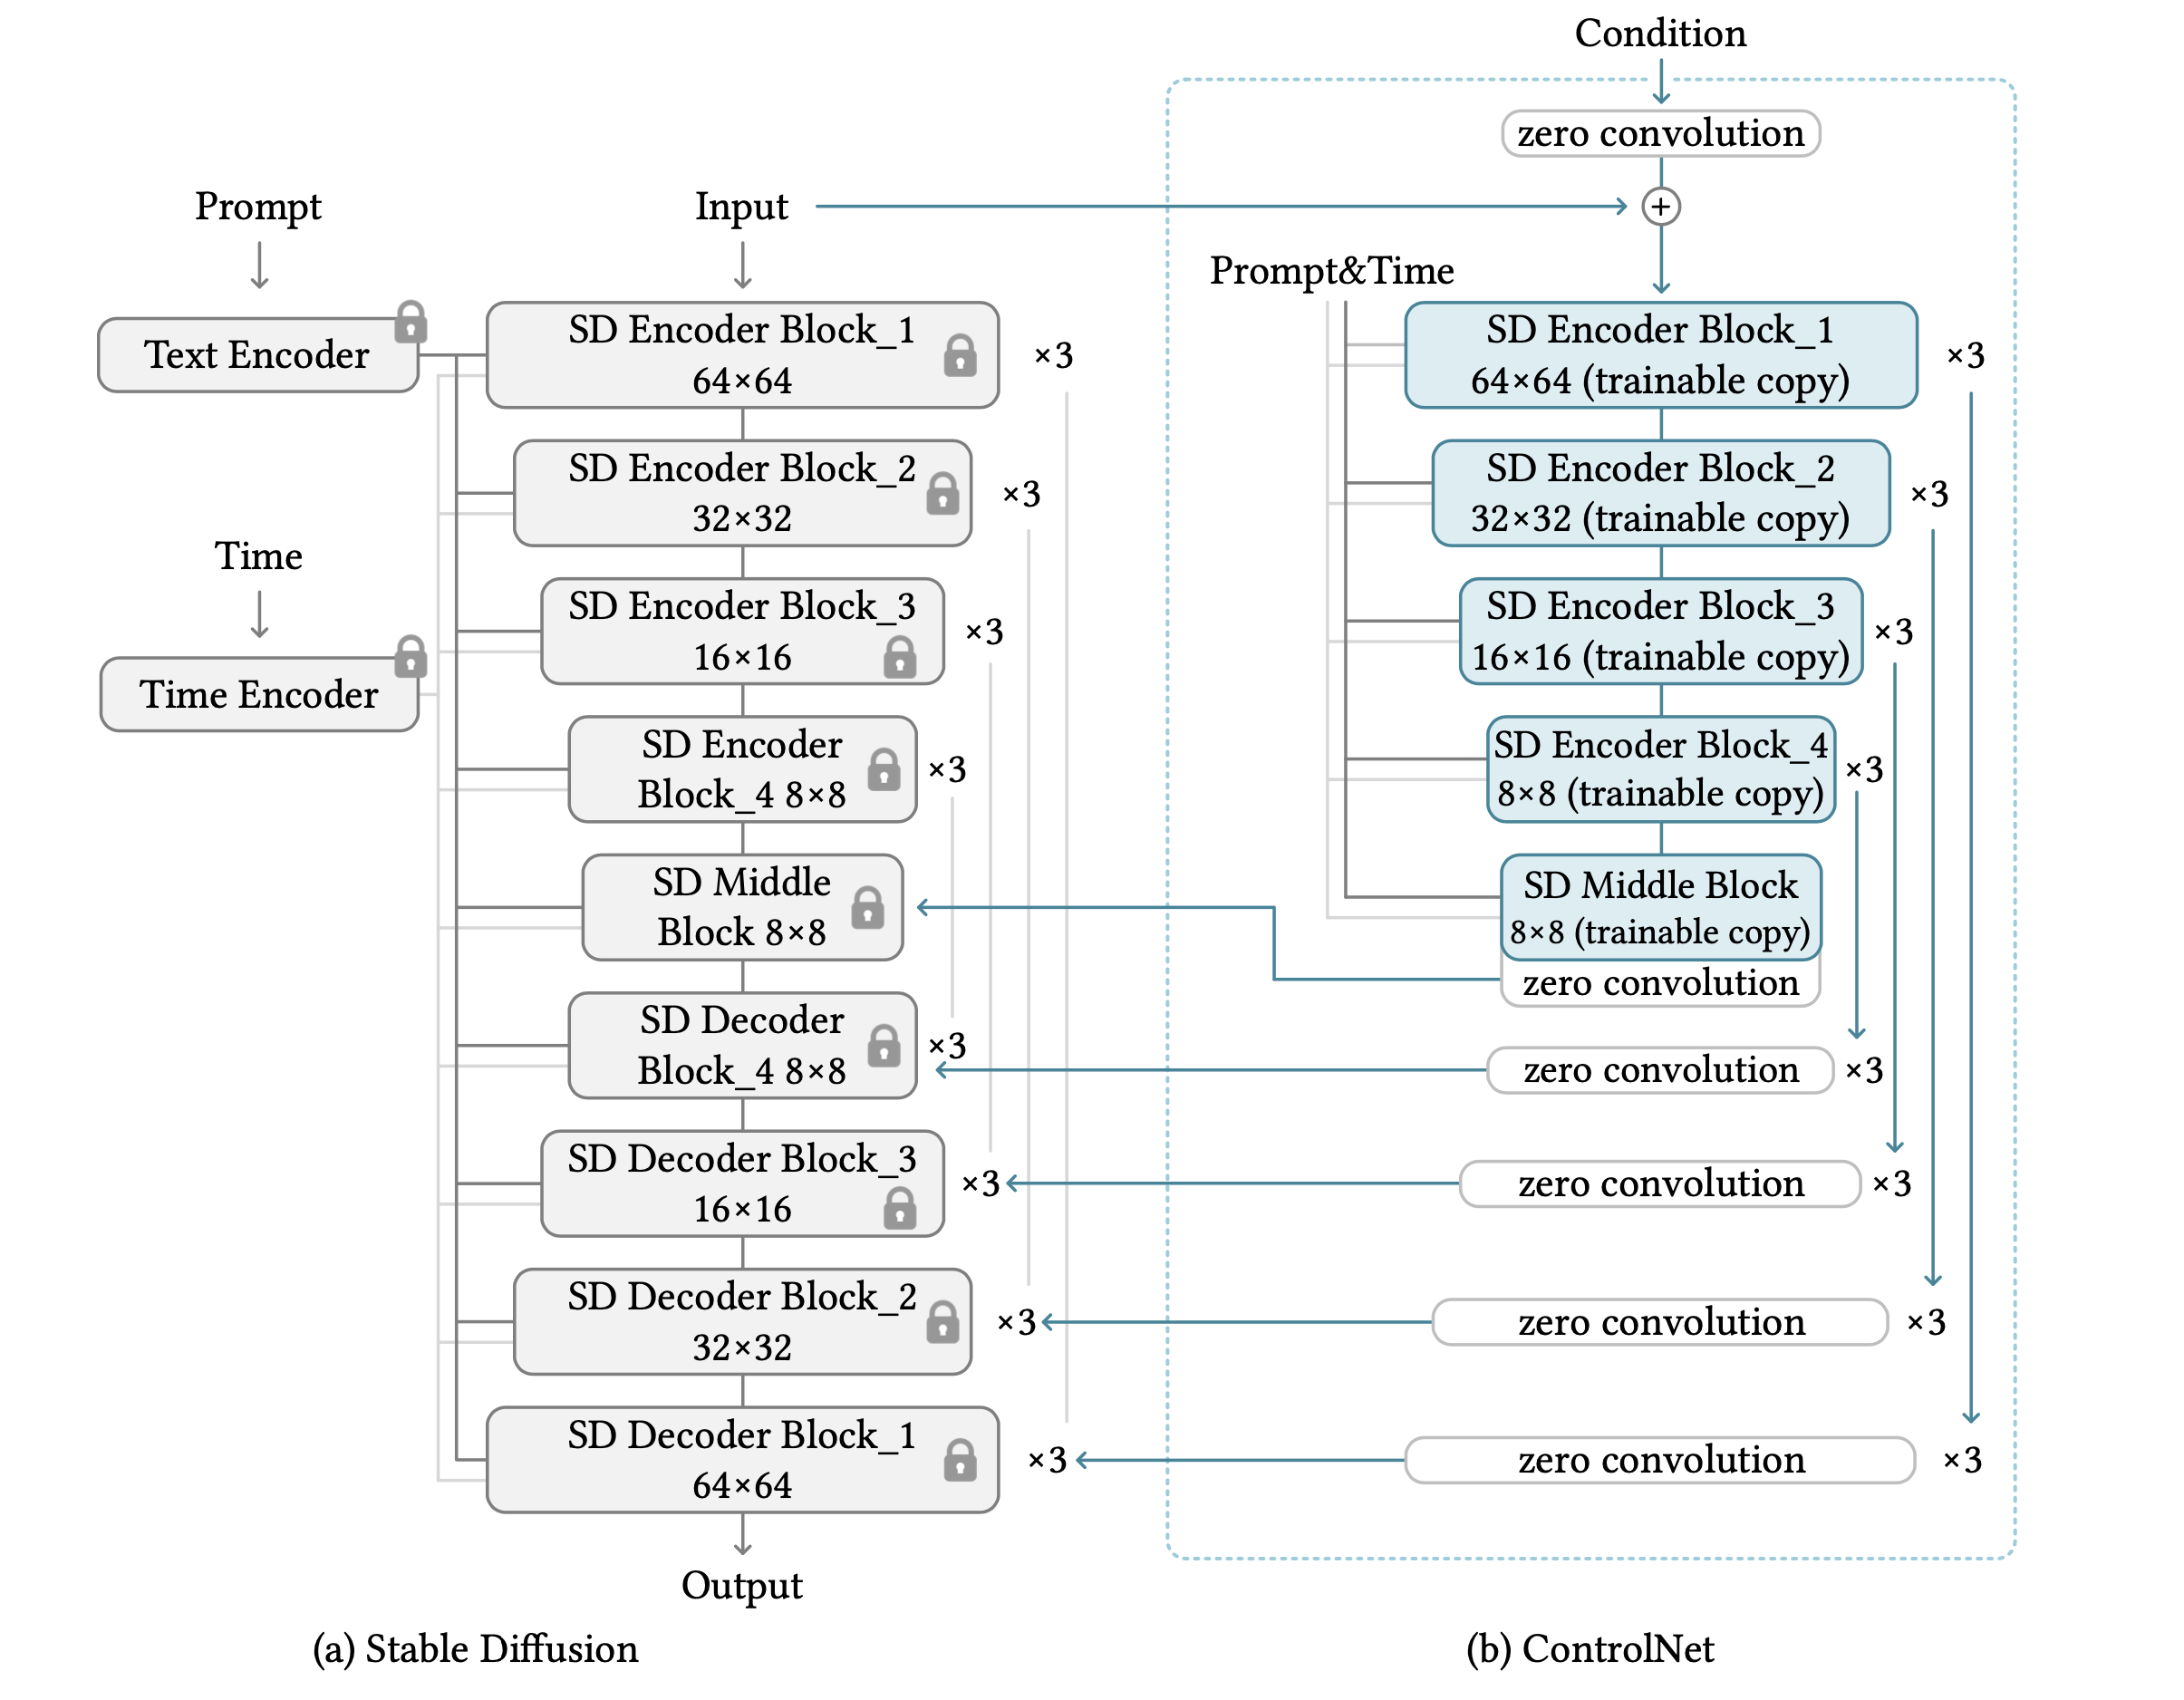 Condition
zero convolution
Prompt
Input
+
Prompt&Time
Text Encoder
SD Encoder Block_1
64×64
×3
SD Encoder Block_1
64×64 (trainable copy)
×3
SD Encoder Block_2
32×32
×3
SD Encoder Block_2
32×32 (trainable copy)
×3
Time
Time Encoder
SD Encoder Block_3
16×16
×3
SD Encoder Block_3
16×16 (trainable copy)
×3
SD Encoder
Block_4 8×8
×3
SD Encoder Block_4
8×8 (trainable copy)
×3
SD Middle
Block 8×8
SD Middle Block
8×8 (trainable copy)
zero convolution
SD Decoder
Block_4 8×8
×3
zero convolution
×3
SD Decoder Block_3
16×16
×3
zero convolution
×3
SD Decoder Block_2
32×32
×3
zero convolution
×3
SD Decoder Block_1
64×64
×3
zero convolution
×3
Output
(a) Stable Diffusion
(b) ControlNet